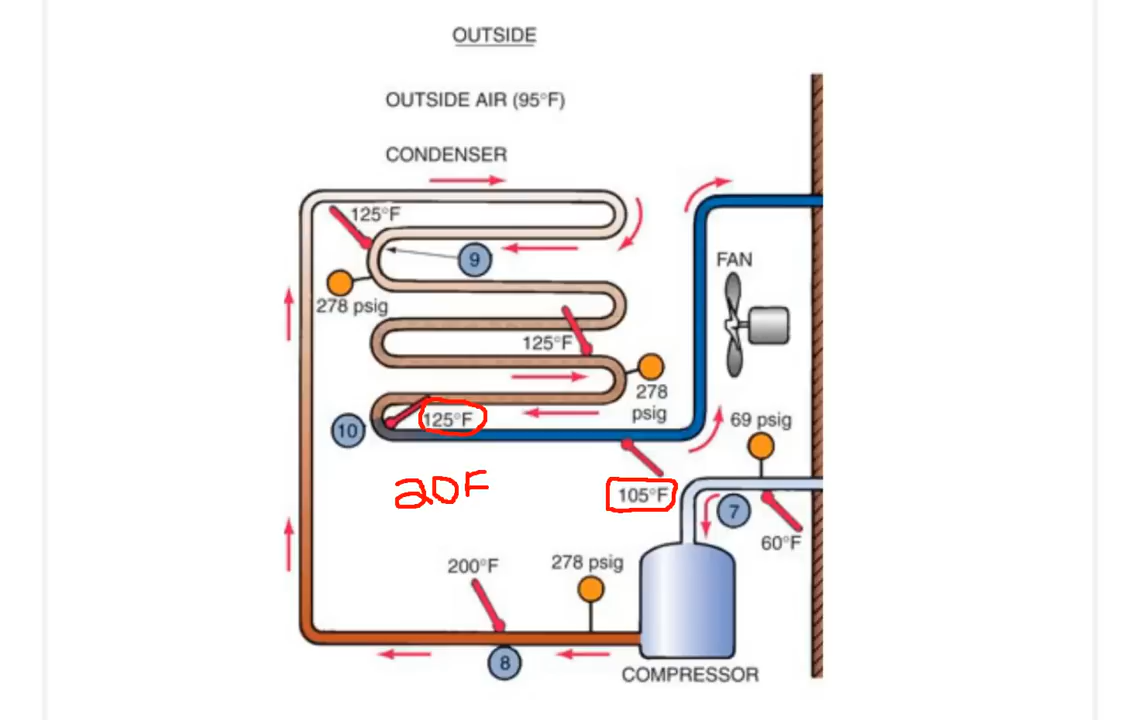 OUTSIDE
OUTSIDE AIR (95°F)
CONDENSER
125°F
9
FAN
278 psig
125°F
278
psig
10
125°F
69 psig
20F
105°F
7
60°F
200°F
278 psig
8
COMPRESSOR